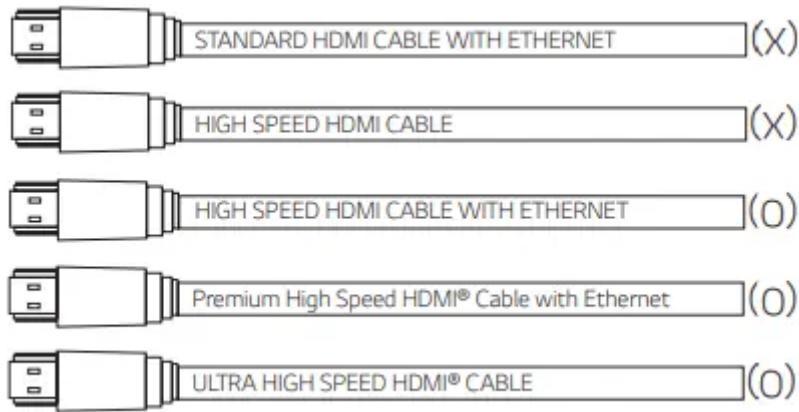 STANDARD HDMI CABLE WITH ETHERNET (X)
HIGH SPEED HDMI CABLE (X)
HIGH SPEED HDMI CABLE WITH ETHERNET (O)
Premium High Speed HDMI® Cable with Ethernet (O)
ULTRA HIGH SPEED HDMI® CABLE (O)